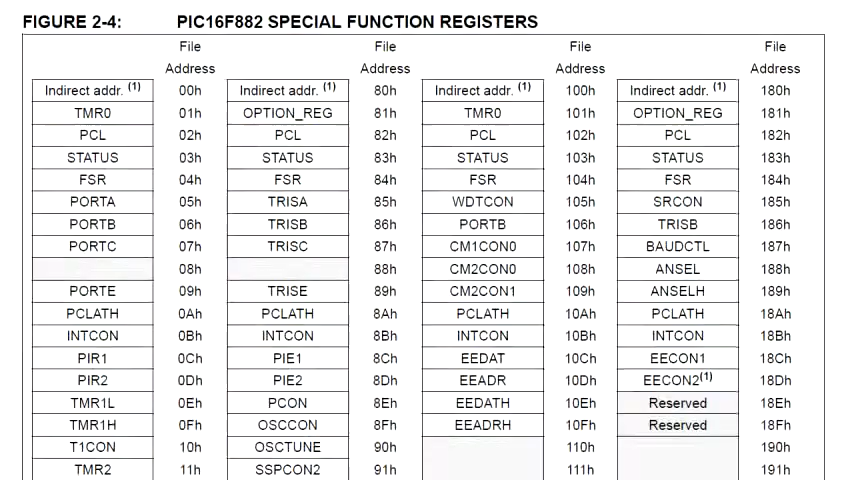 FIGURE 2-4: PIC16F882 SPECIAL FUNCTION REGISTERS
File File File File
Address Address Address Address
Indirect addr. (1) 00h Indirect addr. (1) 80h Indirect addr. (1) 100h Indirect addr. (1) 180h
TMR0 01h OPTION_REG 81h TMR0 101h OPTION_REG 181h
PCL 02h PCL 82h PCL 102h PCL 182h
STATUS 03h STATUS 83h STATUS 103h STATUS 183h
FSR 04h FSR 84h FSR 104h FSR 184h
PORTA 05h TRISA 85h WDTCON 105h SRCON 185h
PORTB 06h TRISB 86h PORTB 106h TRISB 186h
PORTC 07h TRISC 87h CM1CON0 107h BAUDCTL 187h
08h 88h CM2CON0 108h ANSEL 188h
PORTE 09h TRISE 89h CM2CON1 109h ANSELH 189h
PCLATH 0Ah PCLATH 8Ah PCLATH 10Ah PCLATH 18Ah
INTCON 0Bh INTCON 8Bh INTCON 10Bh INTCON 18Bh
PIR1 0Ch PIE1 8Ch EEDAT 10Ch EECON1 18Ch
PIR2 0Dh PIE2 8Dh EEADR 10Dh EECON2(1) 18Dh
TMR1L 0Eh PCON 8Eh EEDATH 10Eh Reserved 18Eh
TMR1H 0Fh OSCCON 8Fh EEADRH 10Fh Reserved 18Fh
T1CON 10h OSCTUNE 90h 110h 190h
TMR2 11h SSPCON2 91h 111h 191h